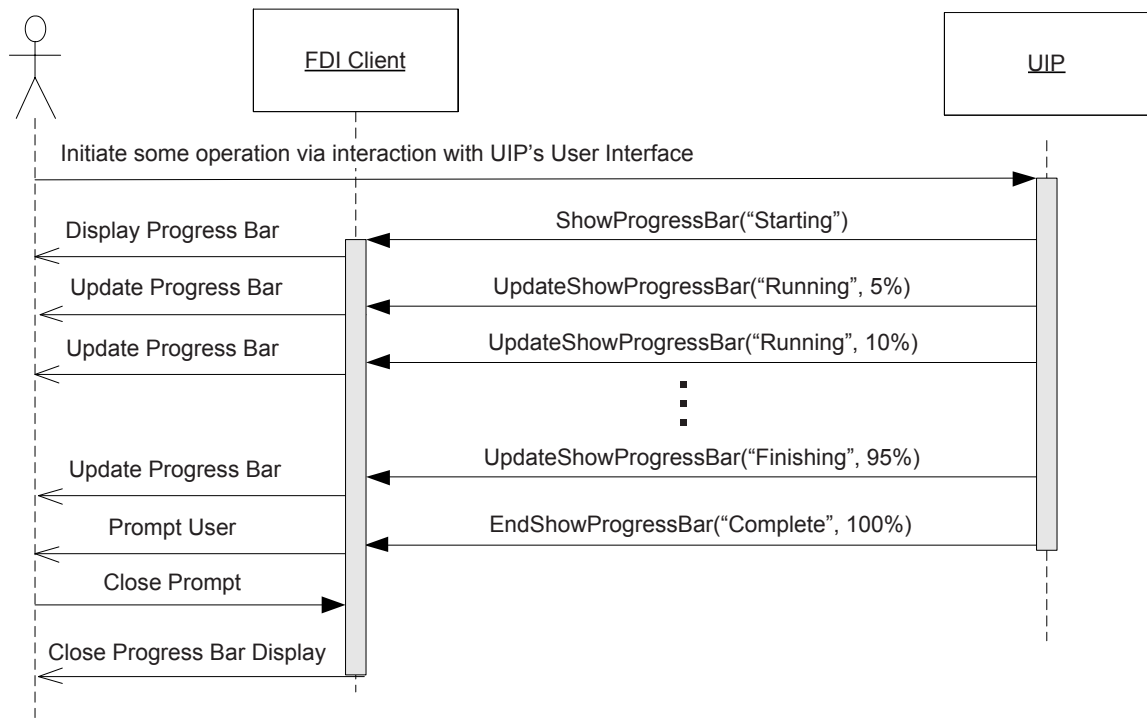 FDI Client
UIP
Initiate some operation via interaction with UIP's User Interface
ShowProgressBar(“Starting”)
Display Progress Bar
UpdateShowProgressBar(“Running”, 5%)
Update Progress Bar
UpdateShowProgressBar(“Running”, 10%)
Update Progress Bar
UpdateShowProgressBar(“Finishing”, 95%)
Update Progress Bar
EndShowProgressBar(“Complete”, 100%)
Prompt User
Close Prompt
Close Progress Bar Display